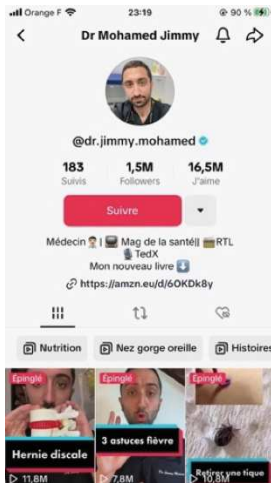 Orange F 23:19 90 %
Dr Mohamed Jimmy
@dr.jimmy.mohamed
183 1,5M 16,5M
Suivis Followers J'aime
Suivre
Médecin | Mag de la santé|| RTL
TedX
Mon nouveau livre
https://amzn.eu/d/6OKDk8y
Nutrition Nez gorge oreille Histoires
Épinglé Épinglé Épinglé
Hernie discale 3 astuces fièvre Retirer une tique
11,8M 7,8M 10,8M